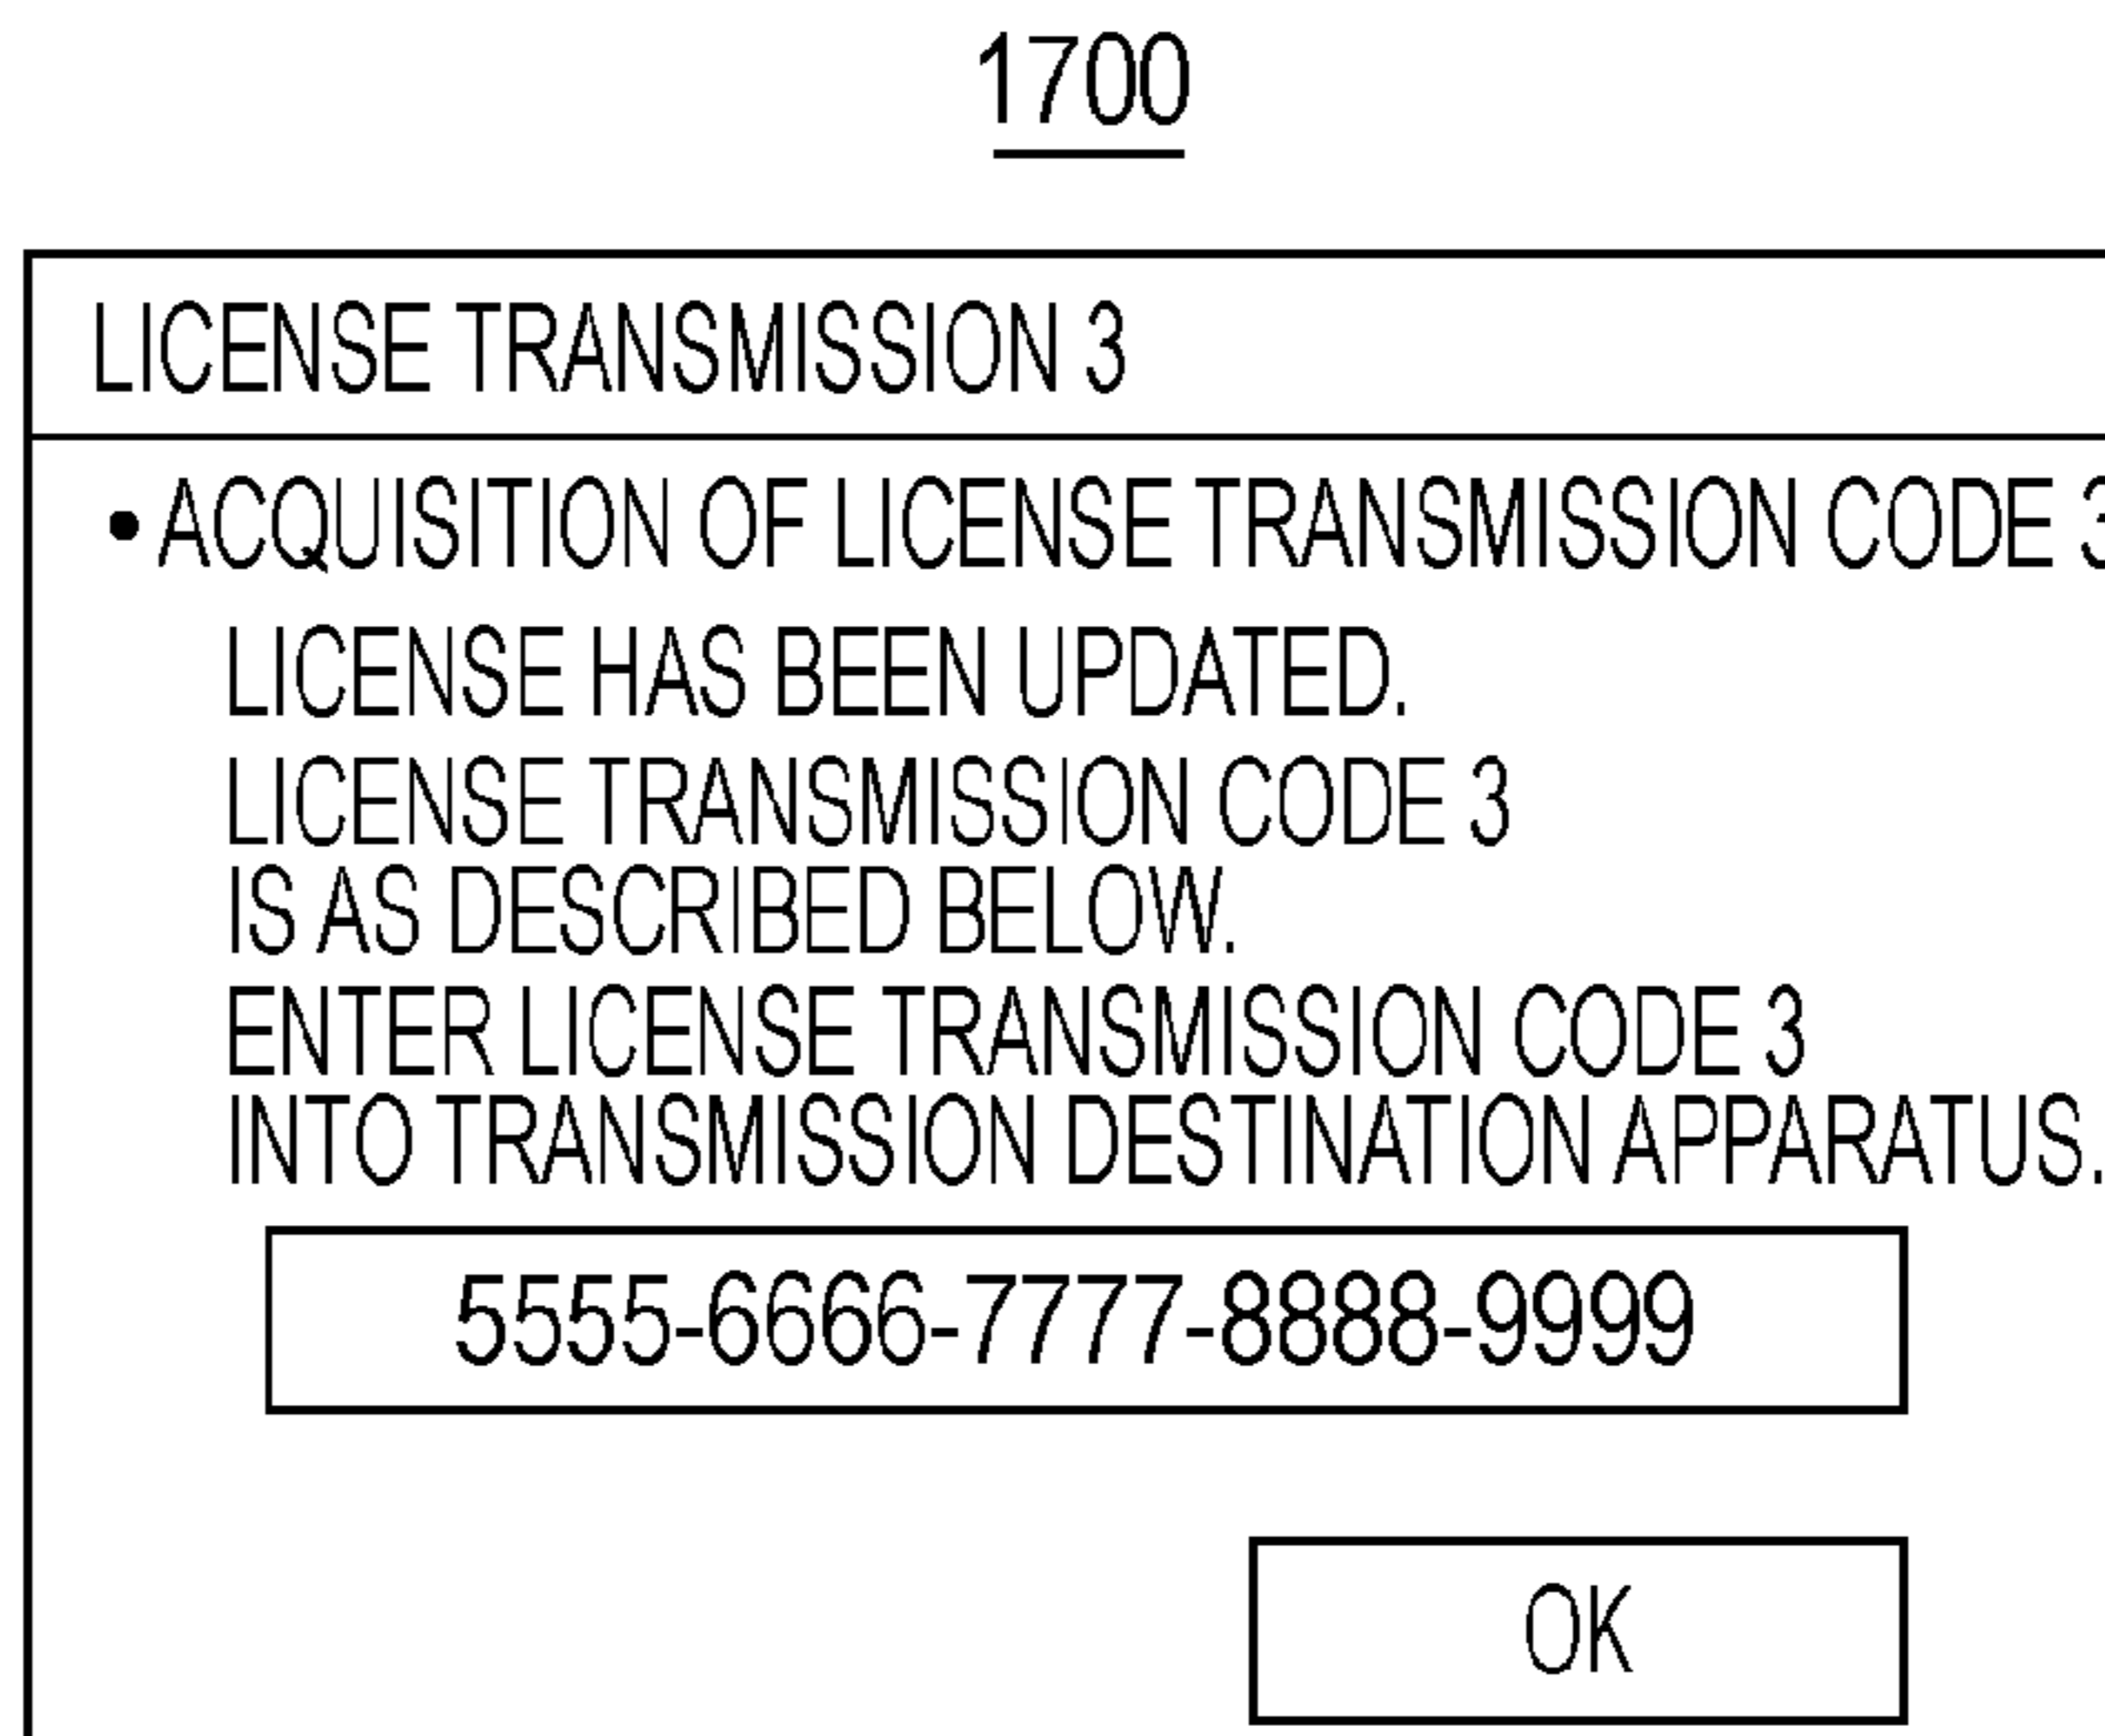 1700
LICENSE TRANSMISSION 3
• ACQUISITION OF LICENSE TRANSMISSION CODE 3
LICENSE HAS BEEN UPDATED.
LICENSE TRANSMISSION CODE 3
IS AS DESCRIBED BELOW.
ENTER LICENSE TRANSMISSION CODE 3
INTO TRANSMISSION DESTINATION APPARATUS.
5555-6666-7777-8888-9999
OK